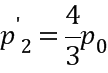 p'₂ = 4/3 p₀